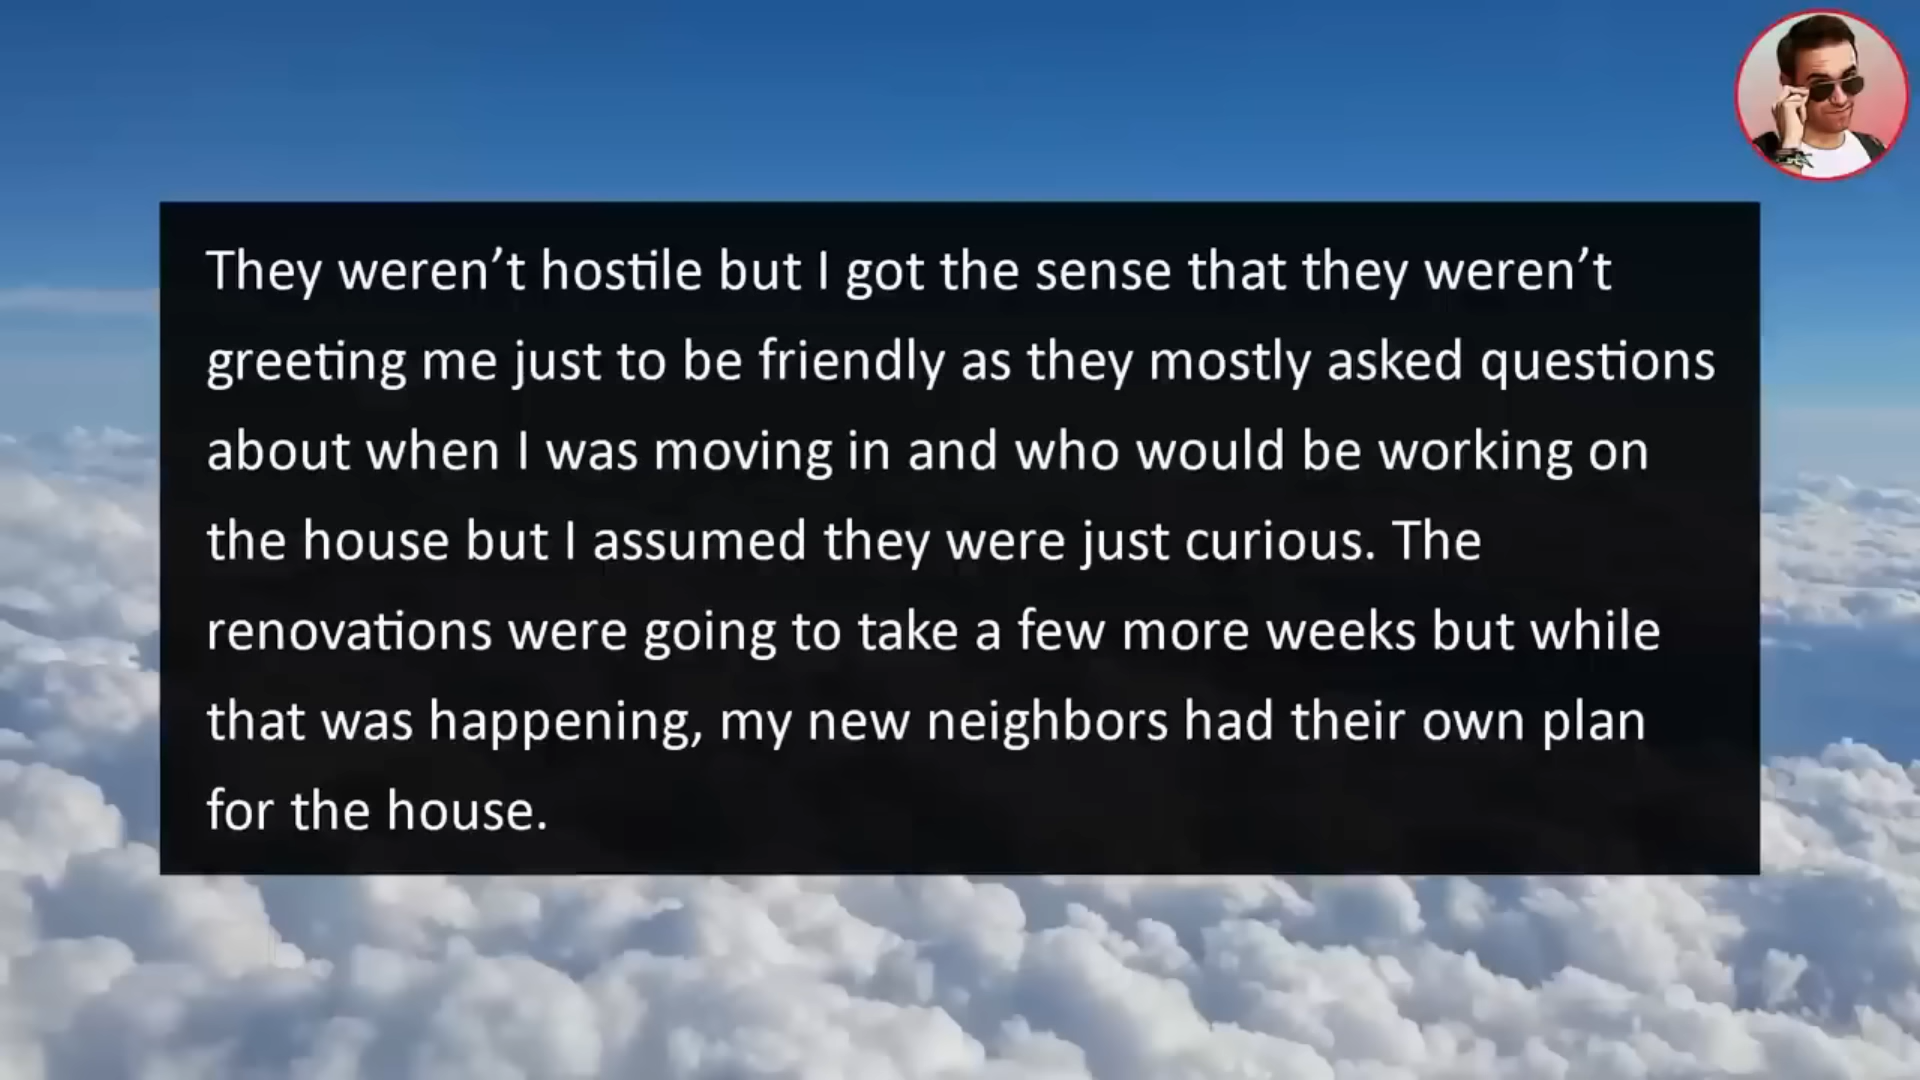 They weren’t hostile but I got the sense that they weren’t
greeting me just to be friendly as they mostly asked questions
about when I was moving in and who would be working on
the house but I assumed they were just curious. The
renovations were going to take a few more weeks but while
that was happening, my new neighbors had their own plan
for the house.